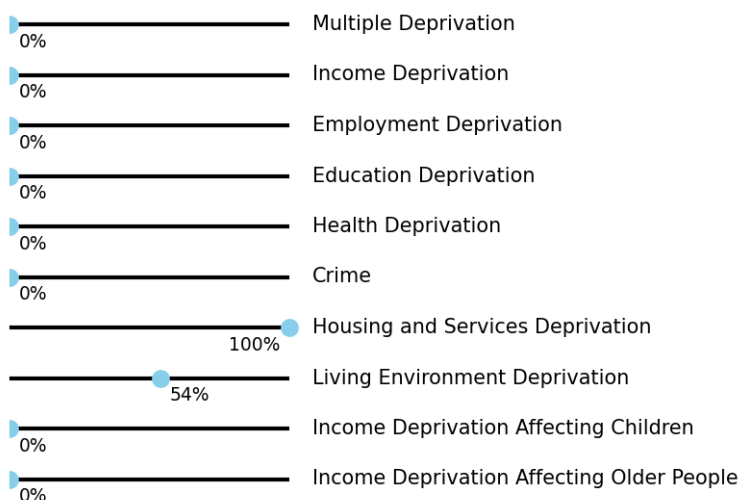 Multiple Deprivation
0%
Income Deprivation
0%
Employment Deprivation
0%
Education Deprivation
0%
Health Deprivation
0%
Crime
0%
Housing and Services Deprivation
100%
Living Environment Deprivation
54%
Income Deprivation Affecting Children
0%
Income Deprivation Affecting Older People
0%